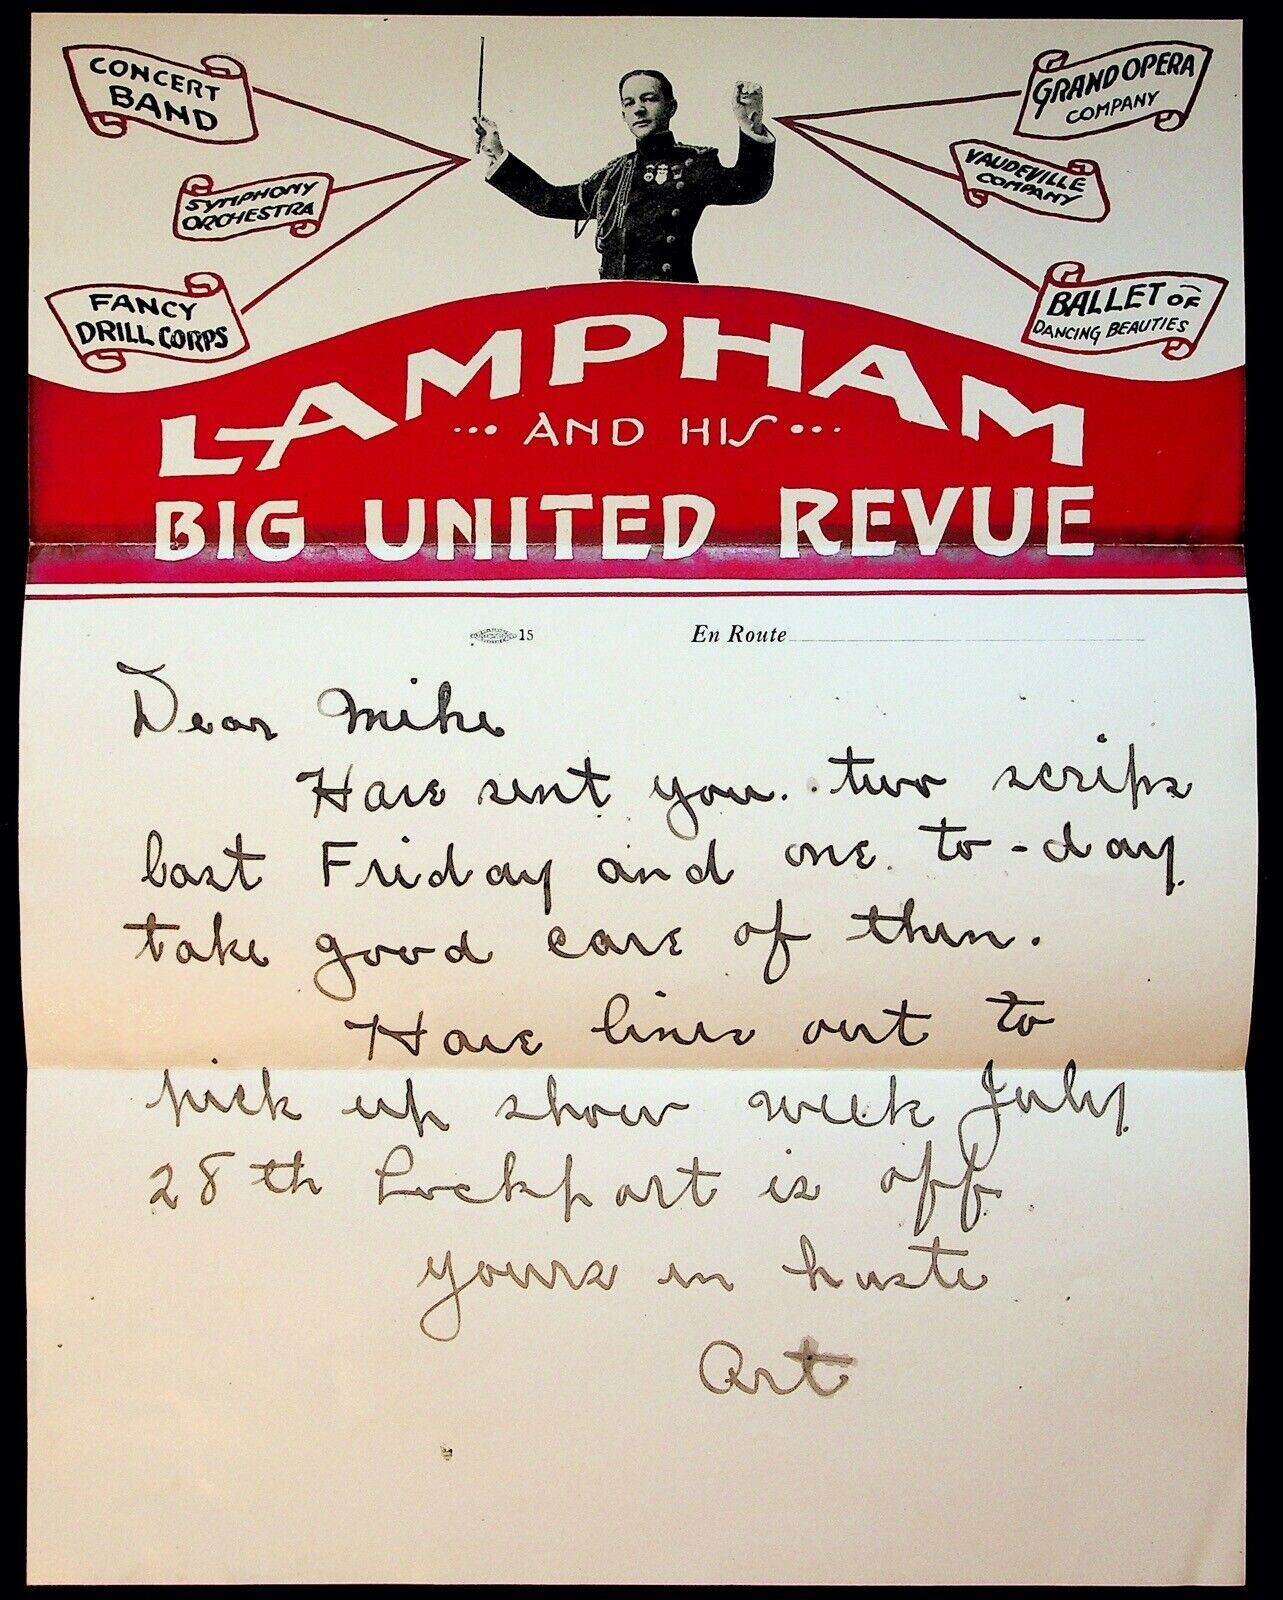 CONCERT
BAND
SYMPHONY
ORCHESTRA
FANCY
DRILL CORPS
GRAND OPERA
COMPANY
VAUDEVILLE
COMPANY
BALLET OF
DANCING BEAUTIES
LAMPHAM
... AND HIS ...
BIG UNITED REVUE
15
En Route
Dear Mike
Have sent you two scrips
last Friday and one to-day
take good care of them.
Have lines out to
pick up show week July
28th Lockport is off
yours in haste
Art